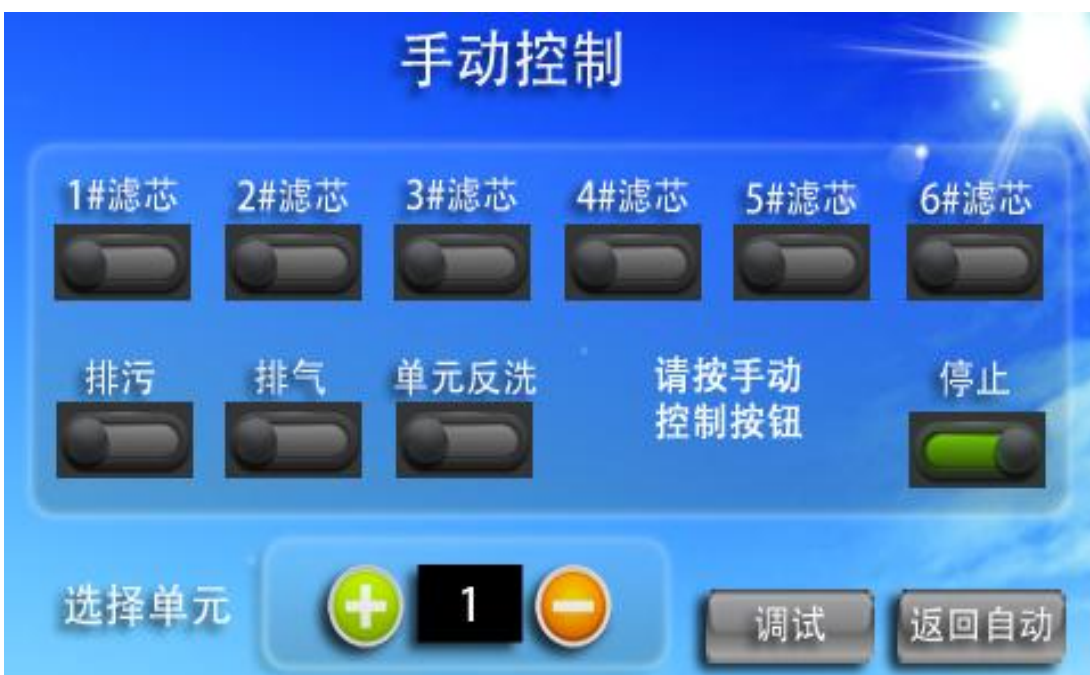 手动控制
1#滤芯 2#滤芯 3#滤芯 4#滤芯 5#滤芯 6#滤芯
排污 排气 单元反洗 请按手动
控制按钮 停止
选择单元 1 调试 返回自动